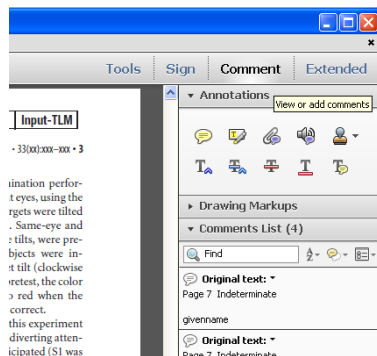 Tools Sign Comment Extended
Annotations
View or add comments
Input-TLM
• 33(xx):xxx–xxx • 3
ination perfor-
t eyes, using the
rgets were tilted
. Same-eye and
e tilts, were pre-
bjects were in-
et tilt (clockwise
pretest, the color
o red when the
correct.
this experiment
diverting atten-
icipated (S1 was
Drawing Markups
Comments List (4)
Find
Original text:
Page 7 Indeterminate
givenname
Original text:
Page 7 Indeterminate